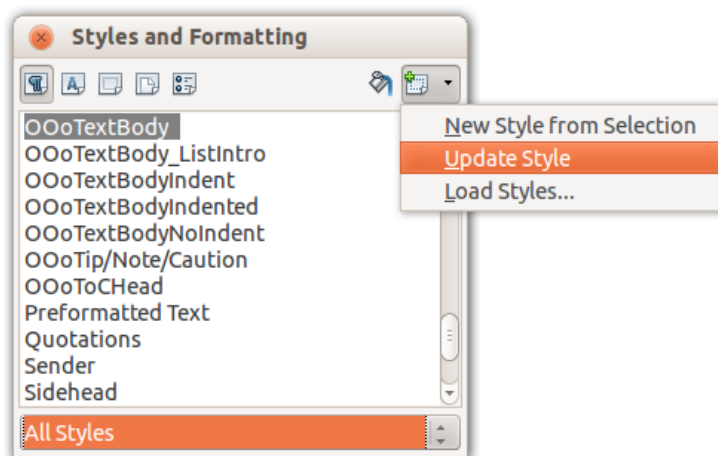 Styles and Formatting
New Style from Selection
Update Style
Load Styles...
OOoTextBody
OOoTextBody_ListIntro
OOoTextBodyIndent
OOoTextBodyIndented
OOoTextBodyNoIndent
OOoTip/Note/Caution
OOoToCHead
Preformatted Text
Quotations
Sender
Sidehead
All Styles